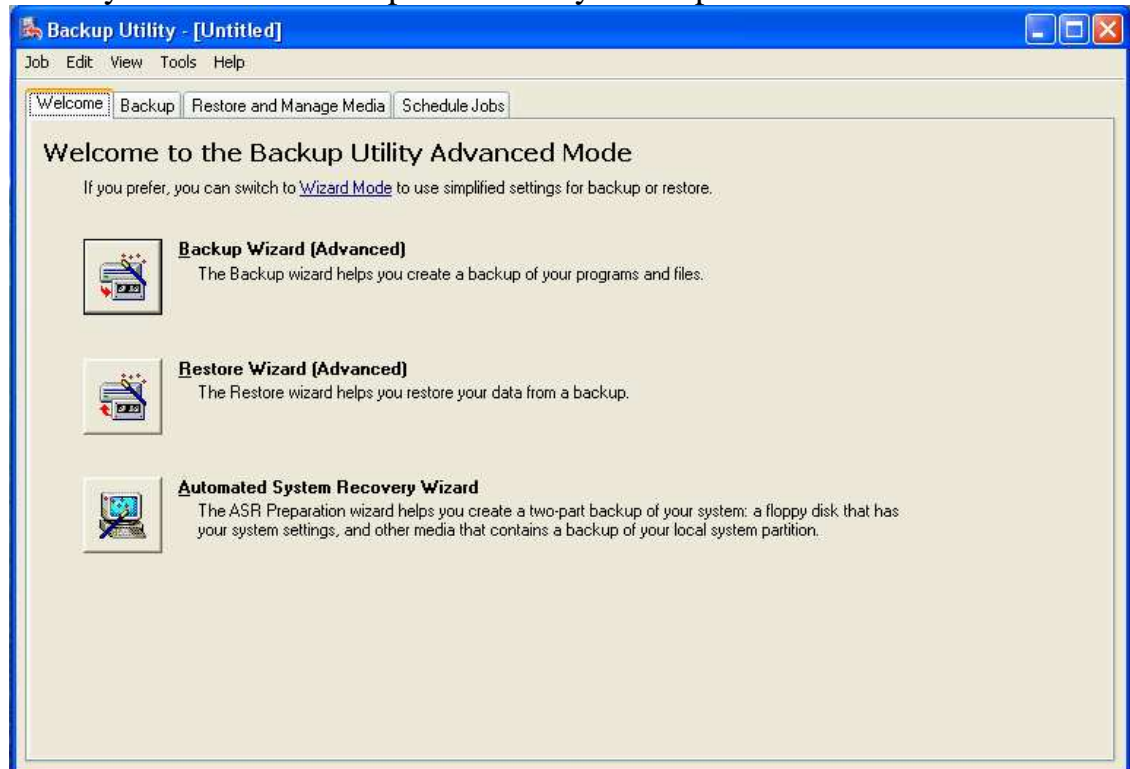 Backup Utility - [Untitled]
Job Edit View Tools Help
Welcome Backup Restore and Manage Media Schedule Jobs
Welcome to the Backup Utility Advanced Mode
If you prefer, you can switch to Wizard Mode to use simplified settings for backup or restore.
Backup Wizard (Advanced)
The Backup wizard helps you create a backup of your programs and files.
Restore Wizard (Advanced)
The Restore wizard helps you restore your data from a backup.
Automated System Recovery Wizard
The ASR Preparation wizard helps you create a two-part backup of your system: a floppy disk that has
your system settings, and other media that contains a backup of your local system partition.